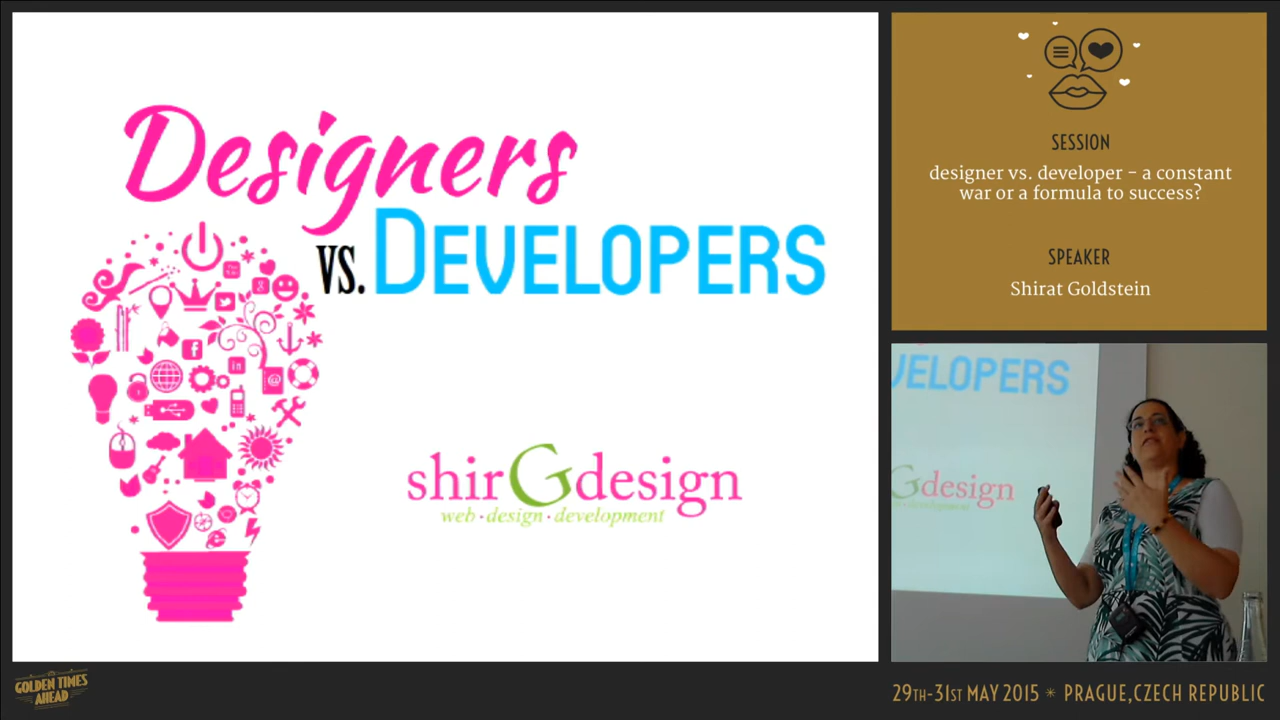 Designers
vs. DEVELOPERS
shirGdesign
web · design · development
SESSION
designer vs. developer – a constant
war or a formula to success?
SPEAKER
Shirat Goldstein
VELOPERS
Gdesign
GOLDEN TIMES
AHEAD
29TH-31ST MAY 2015 * PRAGUE,CZECH REPUBLIC